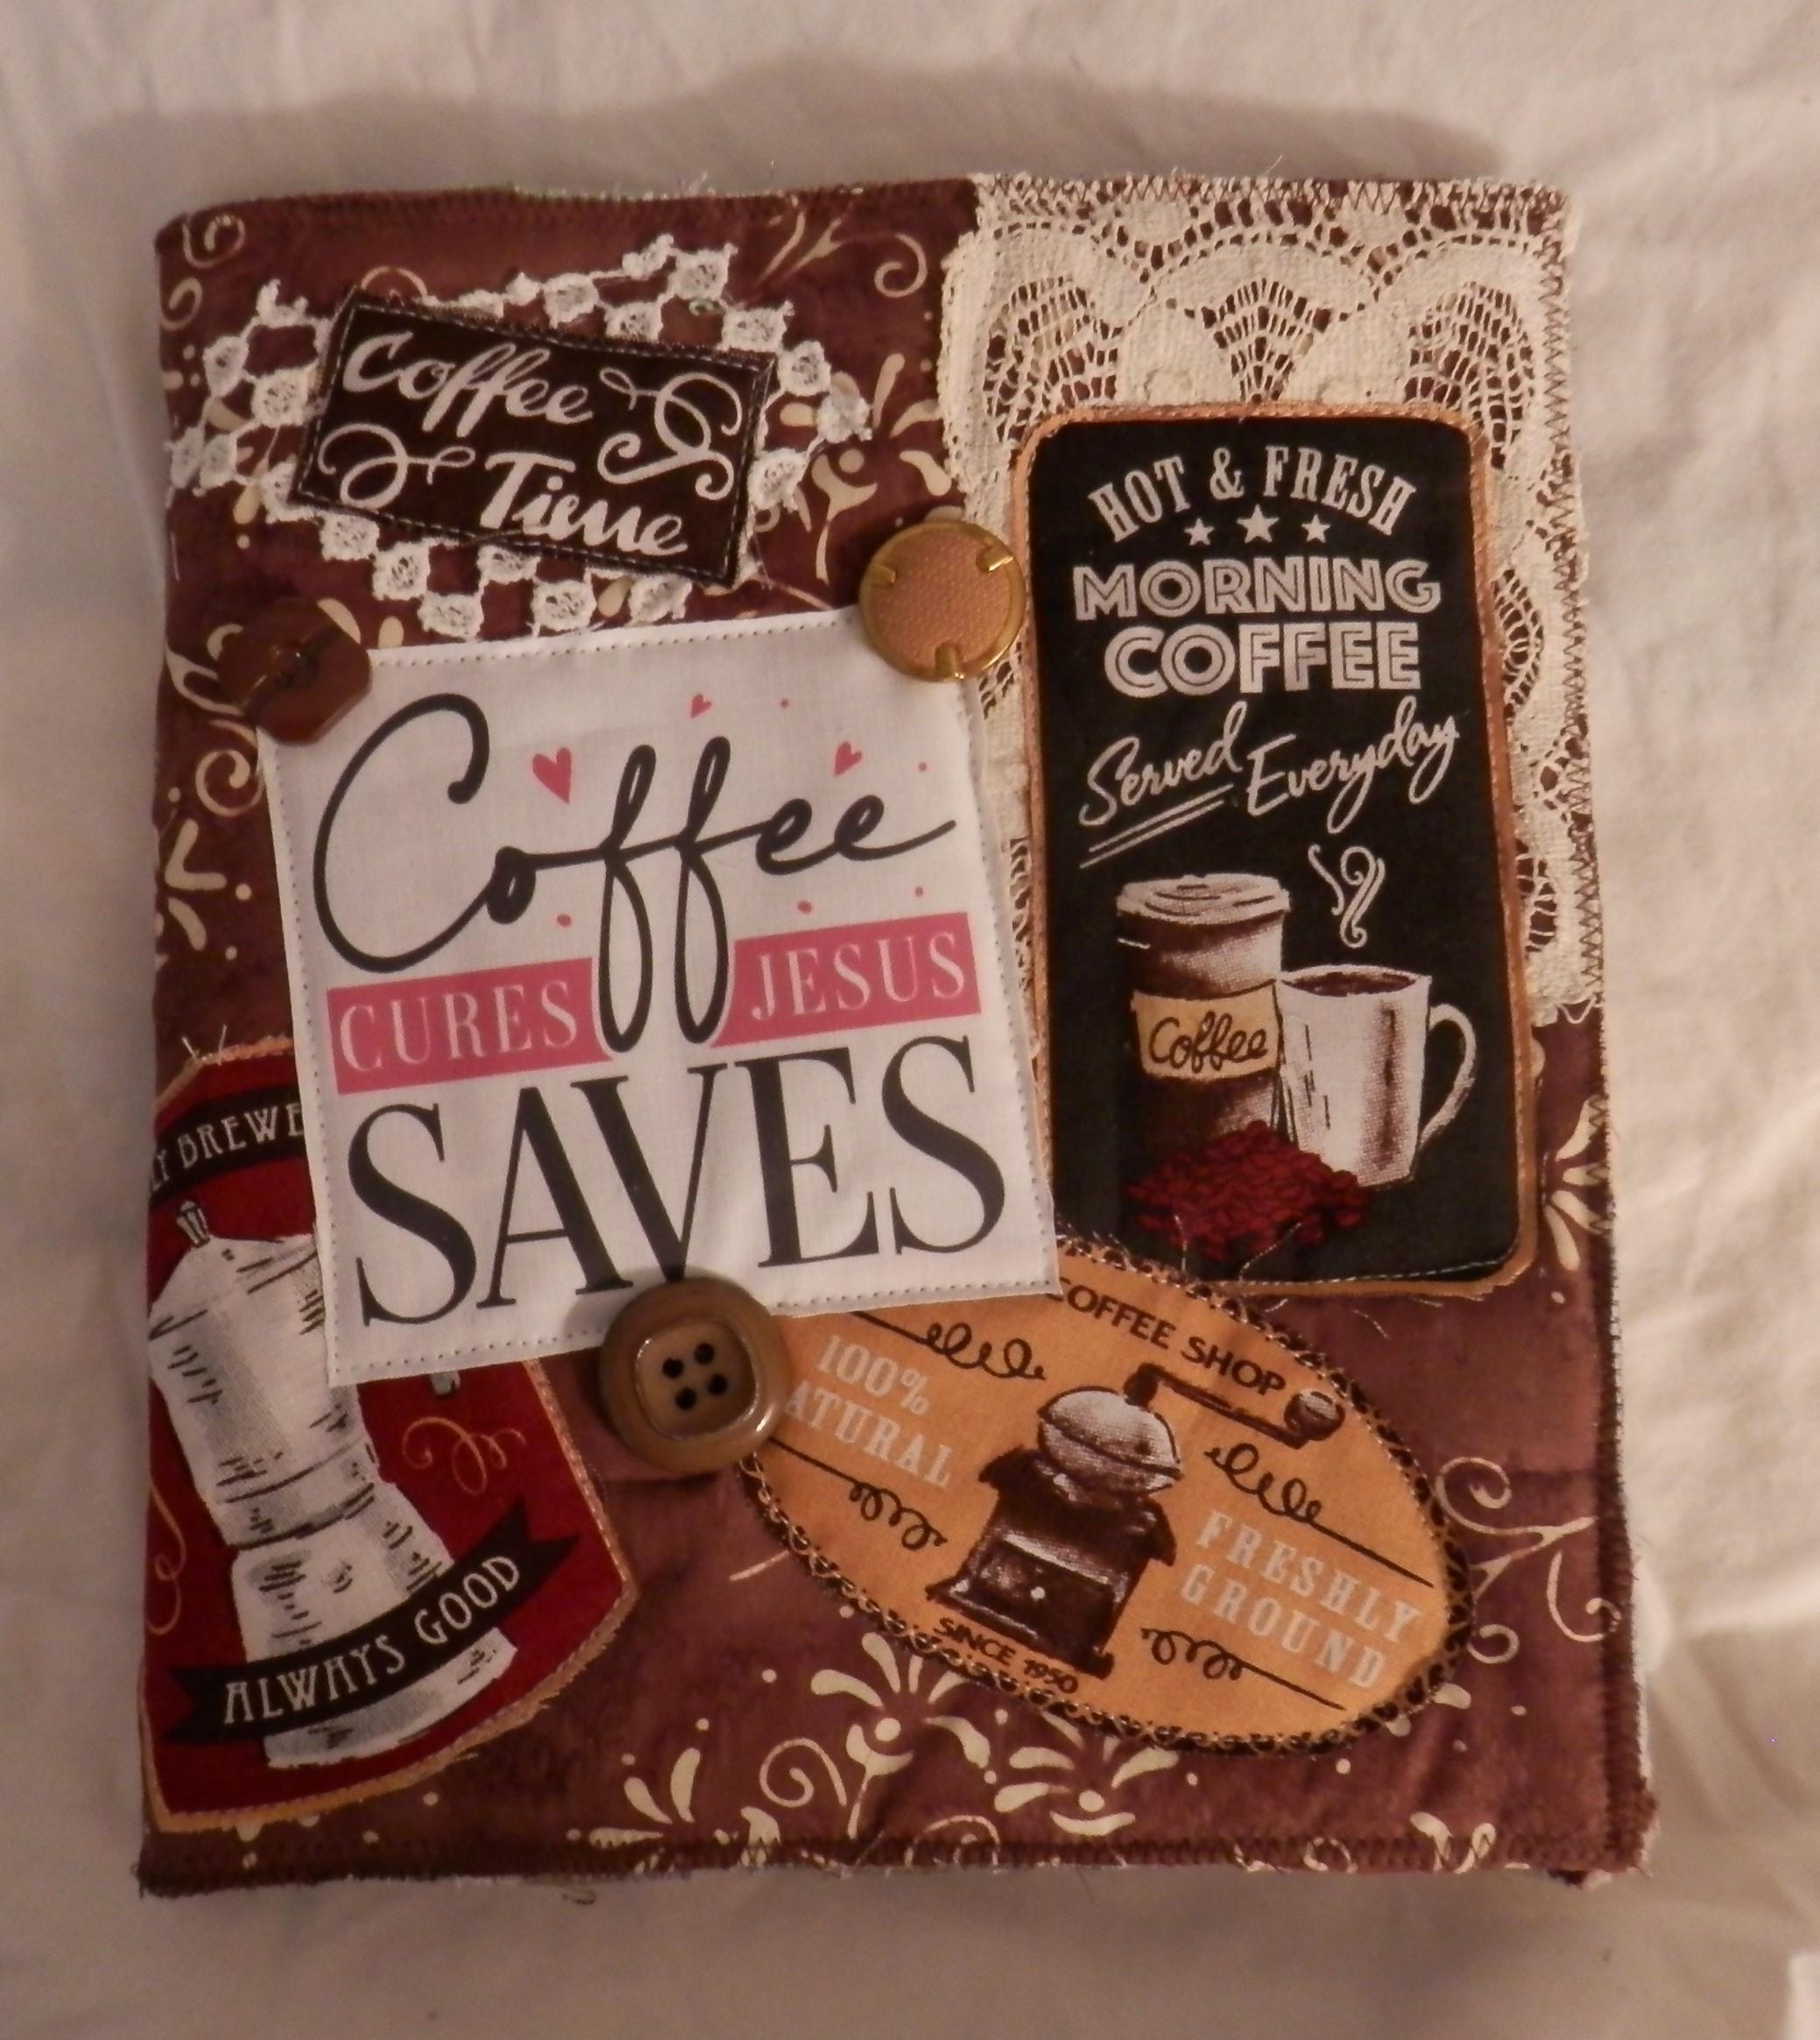 Coffee
Time
HOT & FRESH
MORNING
COFFEE
Served Everyday
Coffee
Coffee
CURES JESUS
SAVES
LY BREWE
ALWAYS GOOD
COFFEE SHOP
100%
ATURAL
FRESHLY
GROUND
SINCE 1950